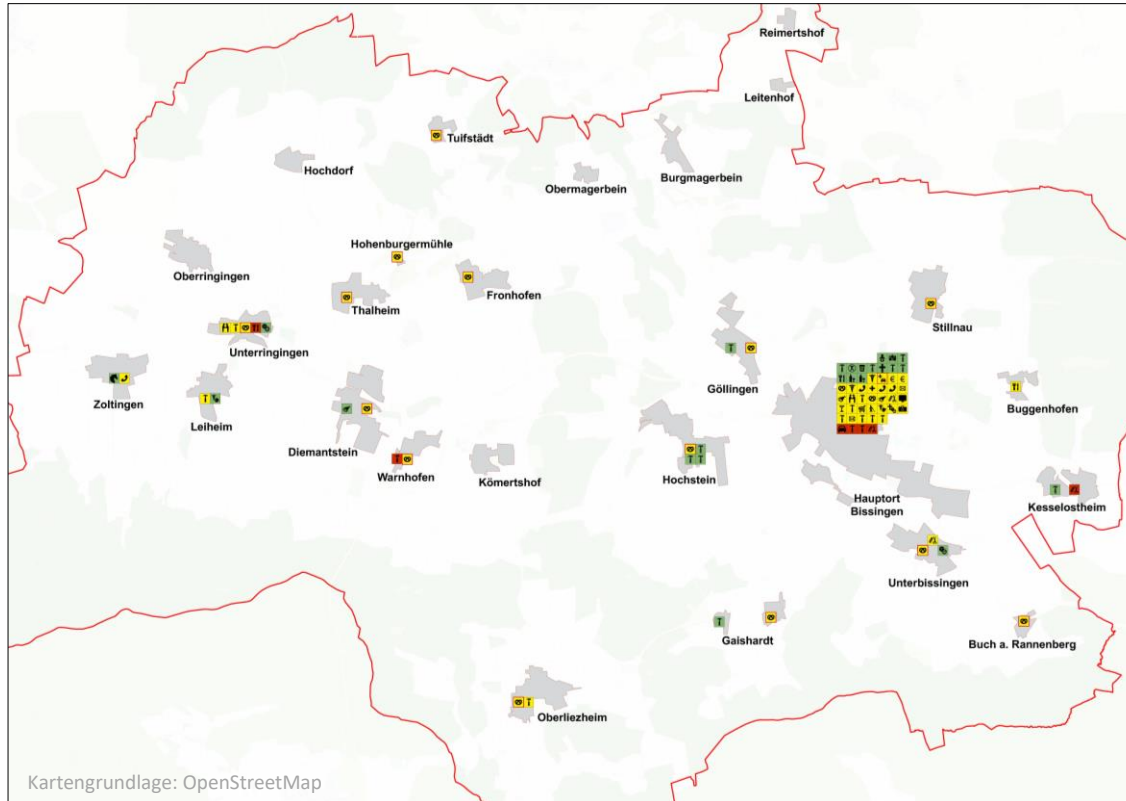 Reimertshof
Leitenhof
Tuifstädt
Hochdorf
Obermagerbein
Burgmagerbein
Hohenburgermühle
Oberringingen
Fronhofen
Thalheim
Stillnau
Unterringingen
Göllingen
Zoltingen
Buggenhofen
Leiheim
Diemantstein
Warnhofen
Kömertshof
Hochstein
Hauptort
Bissingen
Kesselostheim
Unterbissingen
Gaishardt
Buch a. Rannenberg
Oberliezheim
Kartengrundlage: OpenStreetMap